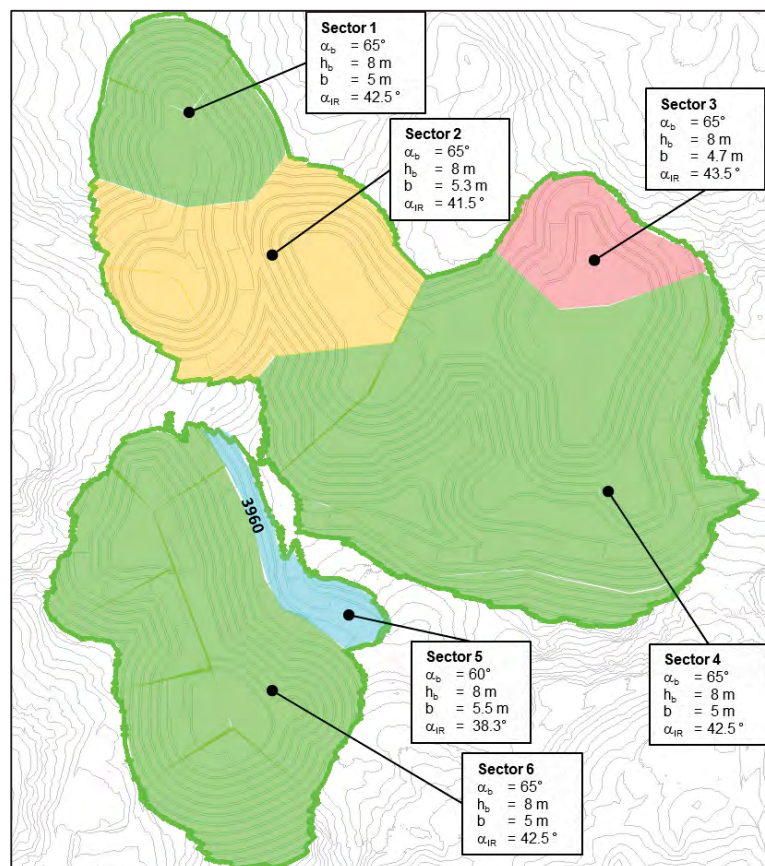 Sector 1
αb = 65°
hb = 8 m
b = 5 m
αIR = 42.5°
Sector 2
αb = 65°
hb = 8 m
b = 5.3 m
αIR = 41.5°
Sector 3
αb = 65°
hb = 8 m
b = 4.7 m
αIR = 43.5°
3960
Sector 5
αb = 60°
hb = 8 m
b = 5.5 m
αIR = 38.3°
Sector 4
αb = 65°
hb = 8 m
b = 5 m
αIR = 42.5°
Sector 6
αb = 65°
hb = 8 m
b = 5 m
αIR = 42.5°